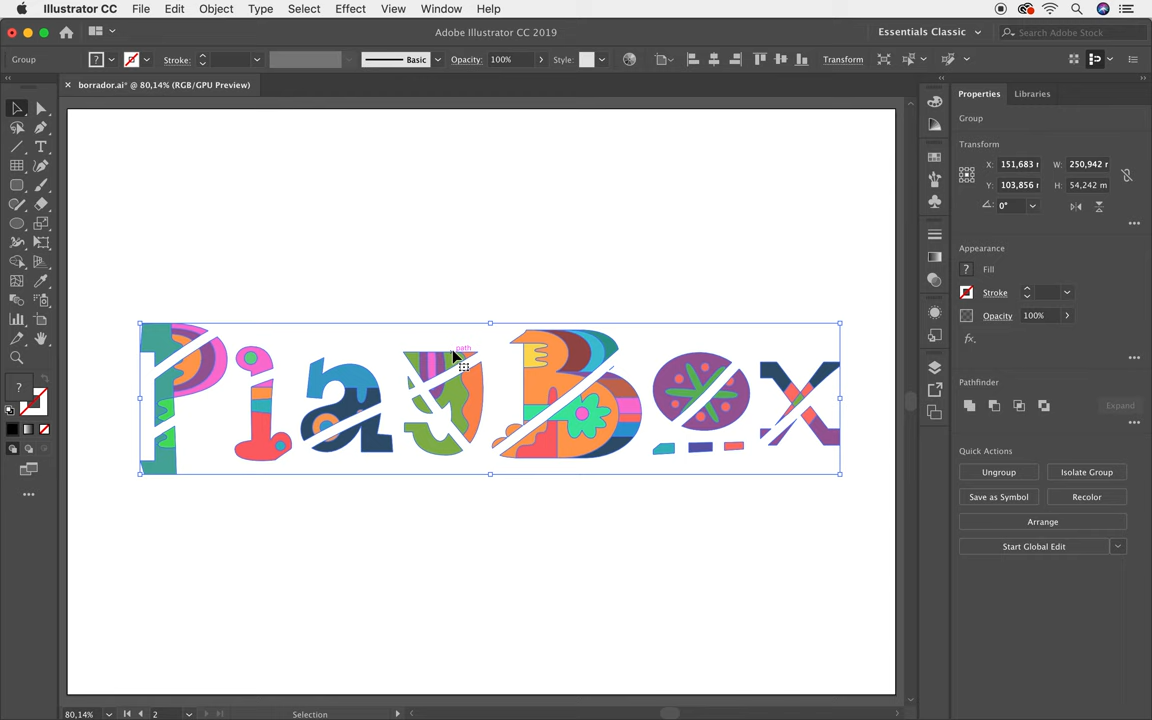 Illustrator CC File Edit Object Type Select Effect View Window Help
Adobe Illustrator CC 2019
Essentials Classic
Search Adobe Stock
Group Stroke: Basic Opacity: 100% Style: Transform
× borrador.ai* @ 80,14% (RGB/GPU Preview)
Properties Libraries
Group
Transform
X: 151,683 r W: 250,942 r
Y: 103,856 r H: 54,242 m
0°
Appearance
? Fill
Stroke
Opacity 100%
fx.
Pathfinder
Expand
Quick Actions
Ungroup Isolate Group
Save as Symbol Recolor
Arrange
Start Global Edit
path
PlayBox
80,14% 2 Selection